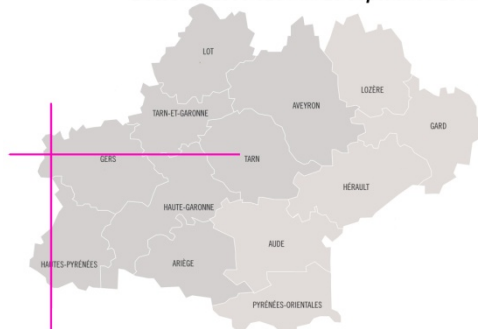 LOT
LOZÈRE
AVEYRON
TARN-ET-GARONNE
GARD
GERS
TARN
HÉRAULT
HAUTE-GARONNE
AUDE
HAUTES-PYRÉNÉES
ARIÈGE
PYRÉNÉES-ORIENTALES